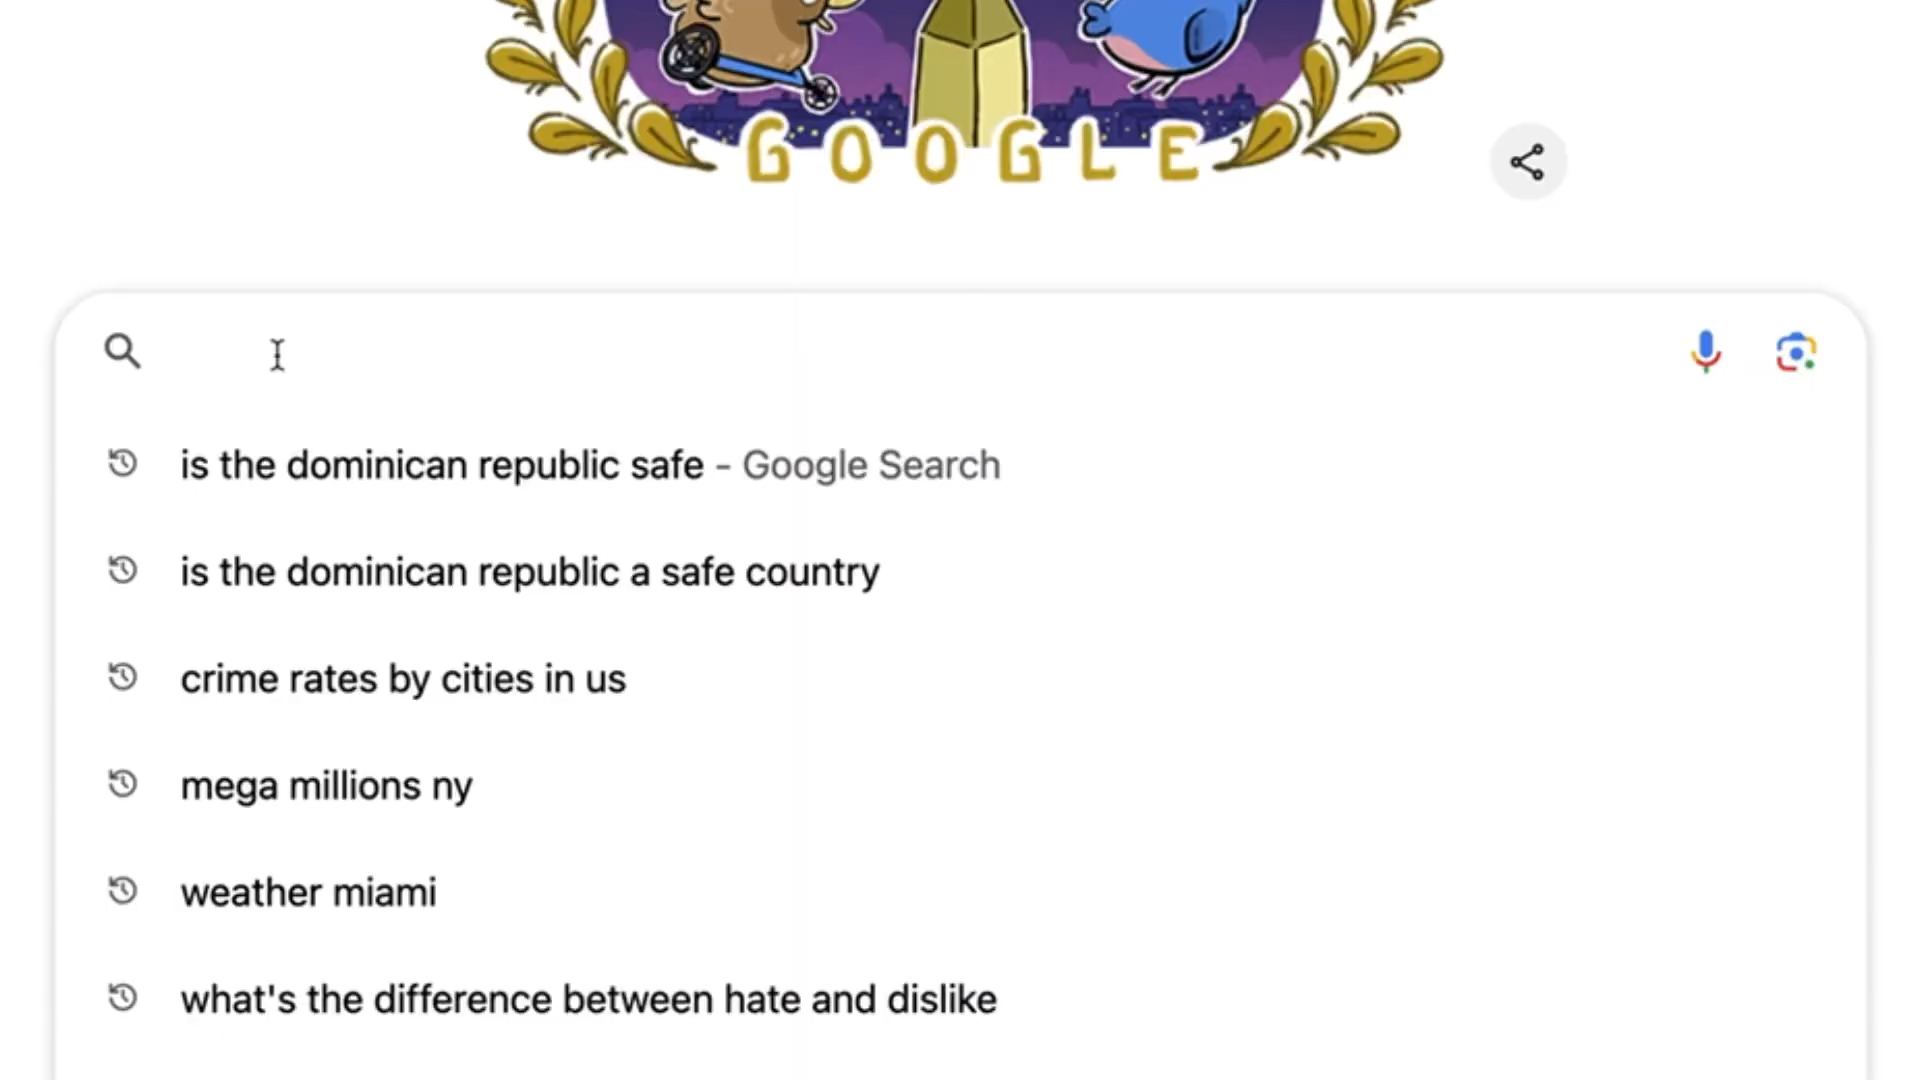 GOOGLE
is the dominican republic safe - Google Search
is the dominican republic a safe country
crime rates by cities in us
mega millions ny
weather miami
what's the difference between hate and dislike